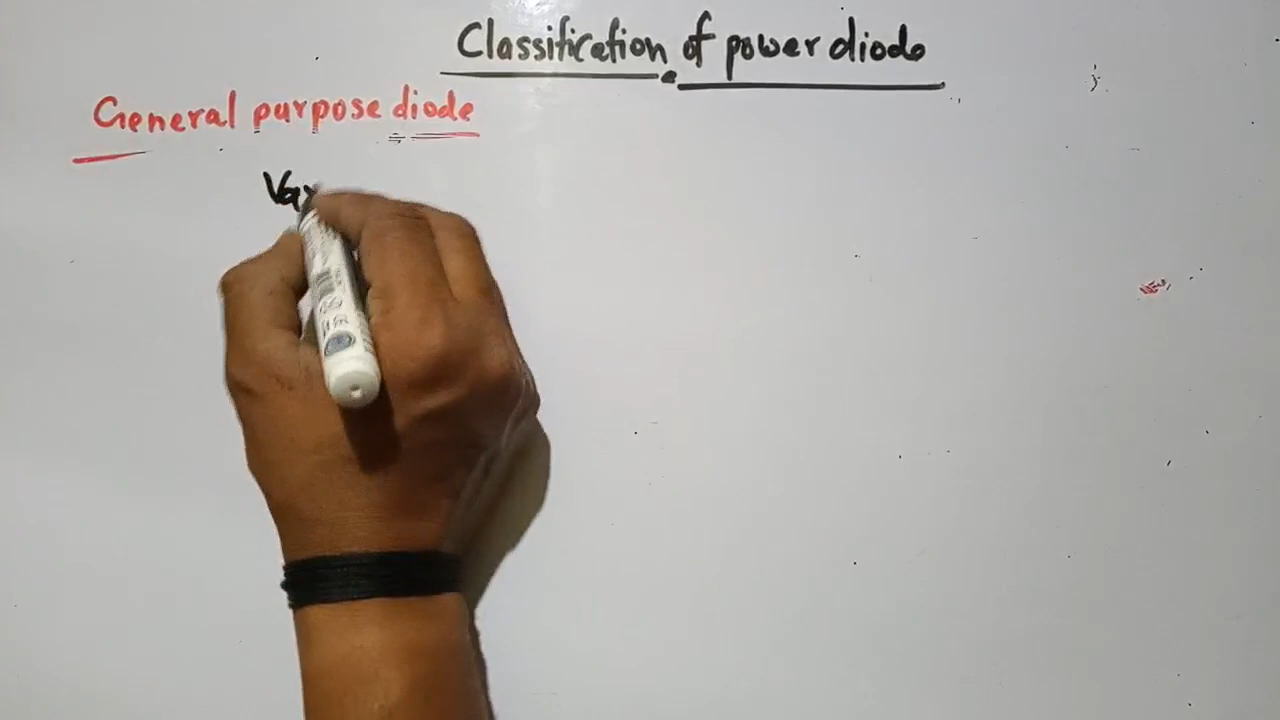 Classification of power diode
General purpose diode